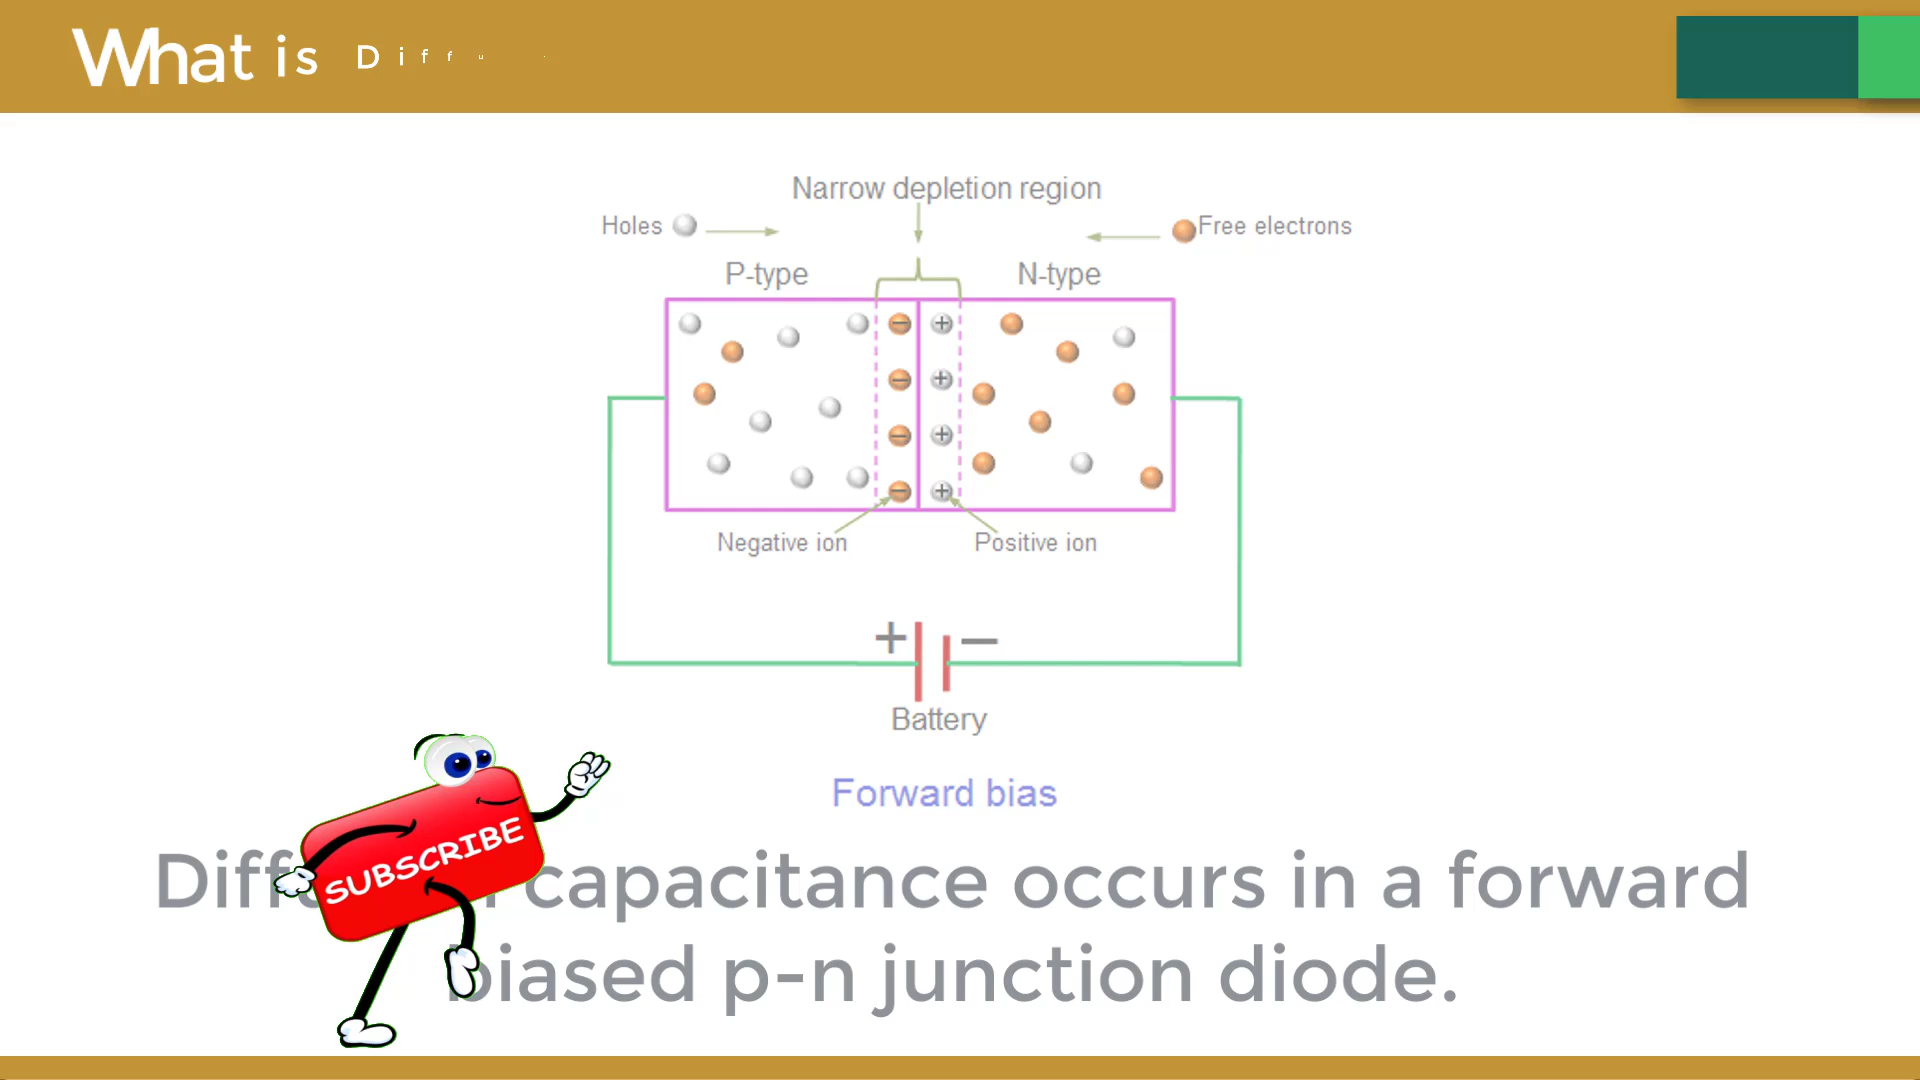 What is Diffu
Narrow depletion region
Holes
Free electrons
P-type
N-type
Negative ion
Positive ion
+ −
Battery
Forward bias
SUBSCRIBE
capacitance occurs in a forward
biased p-n junction diode.